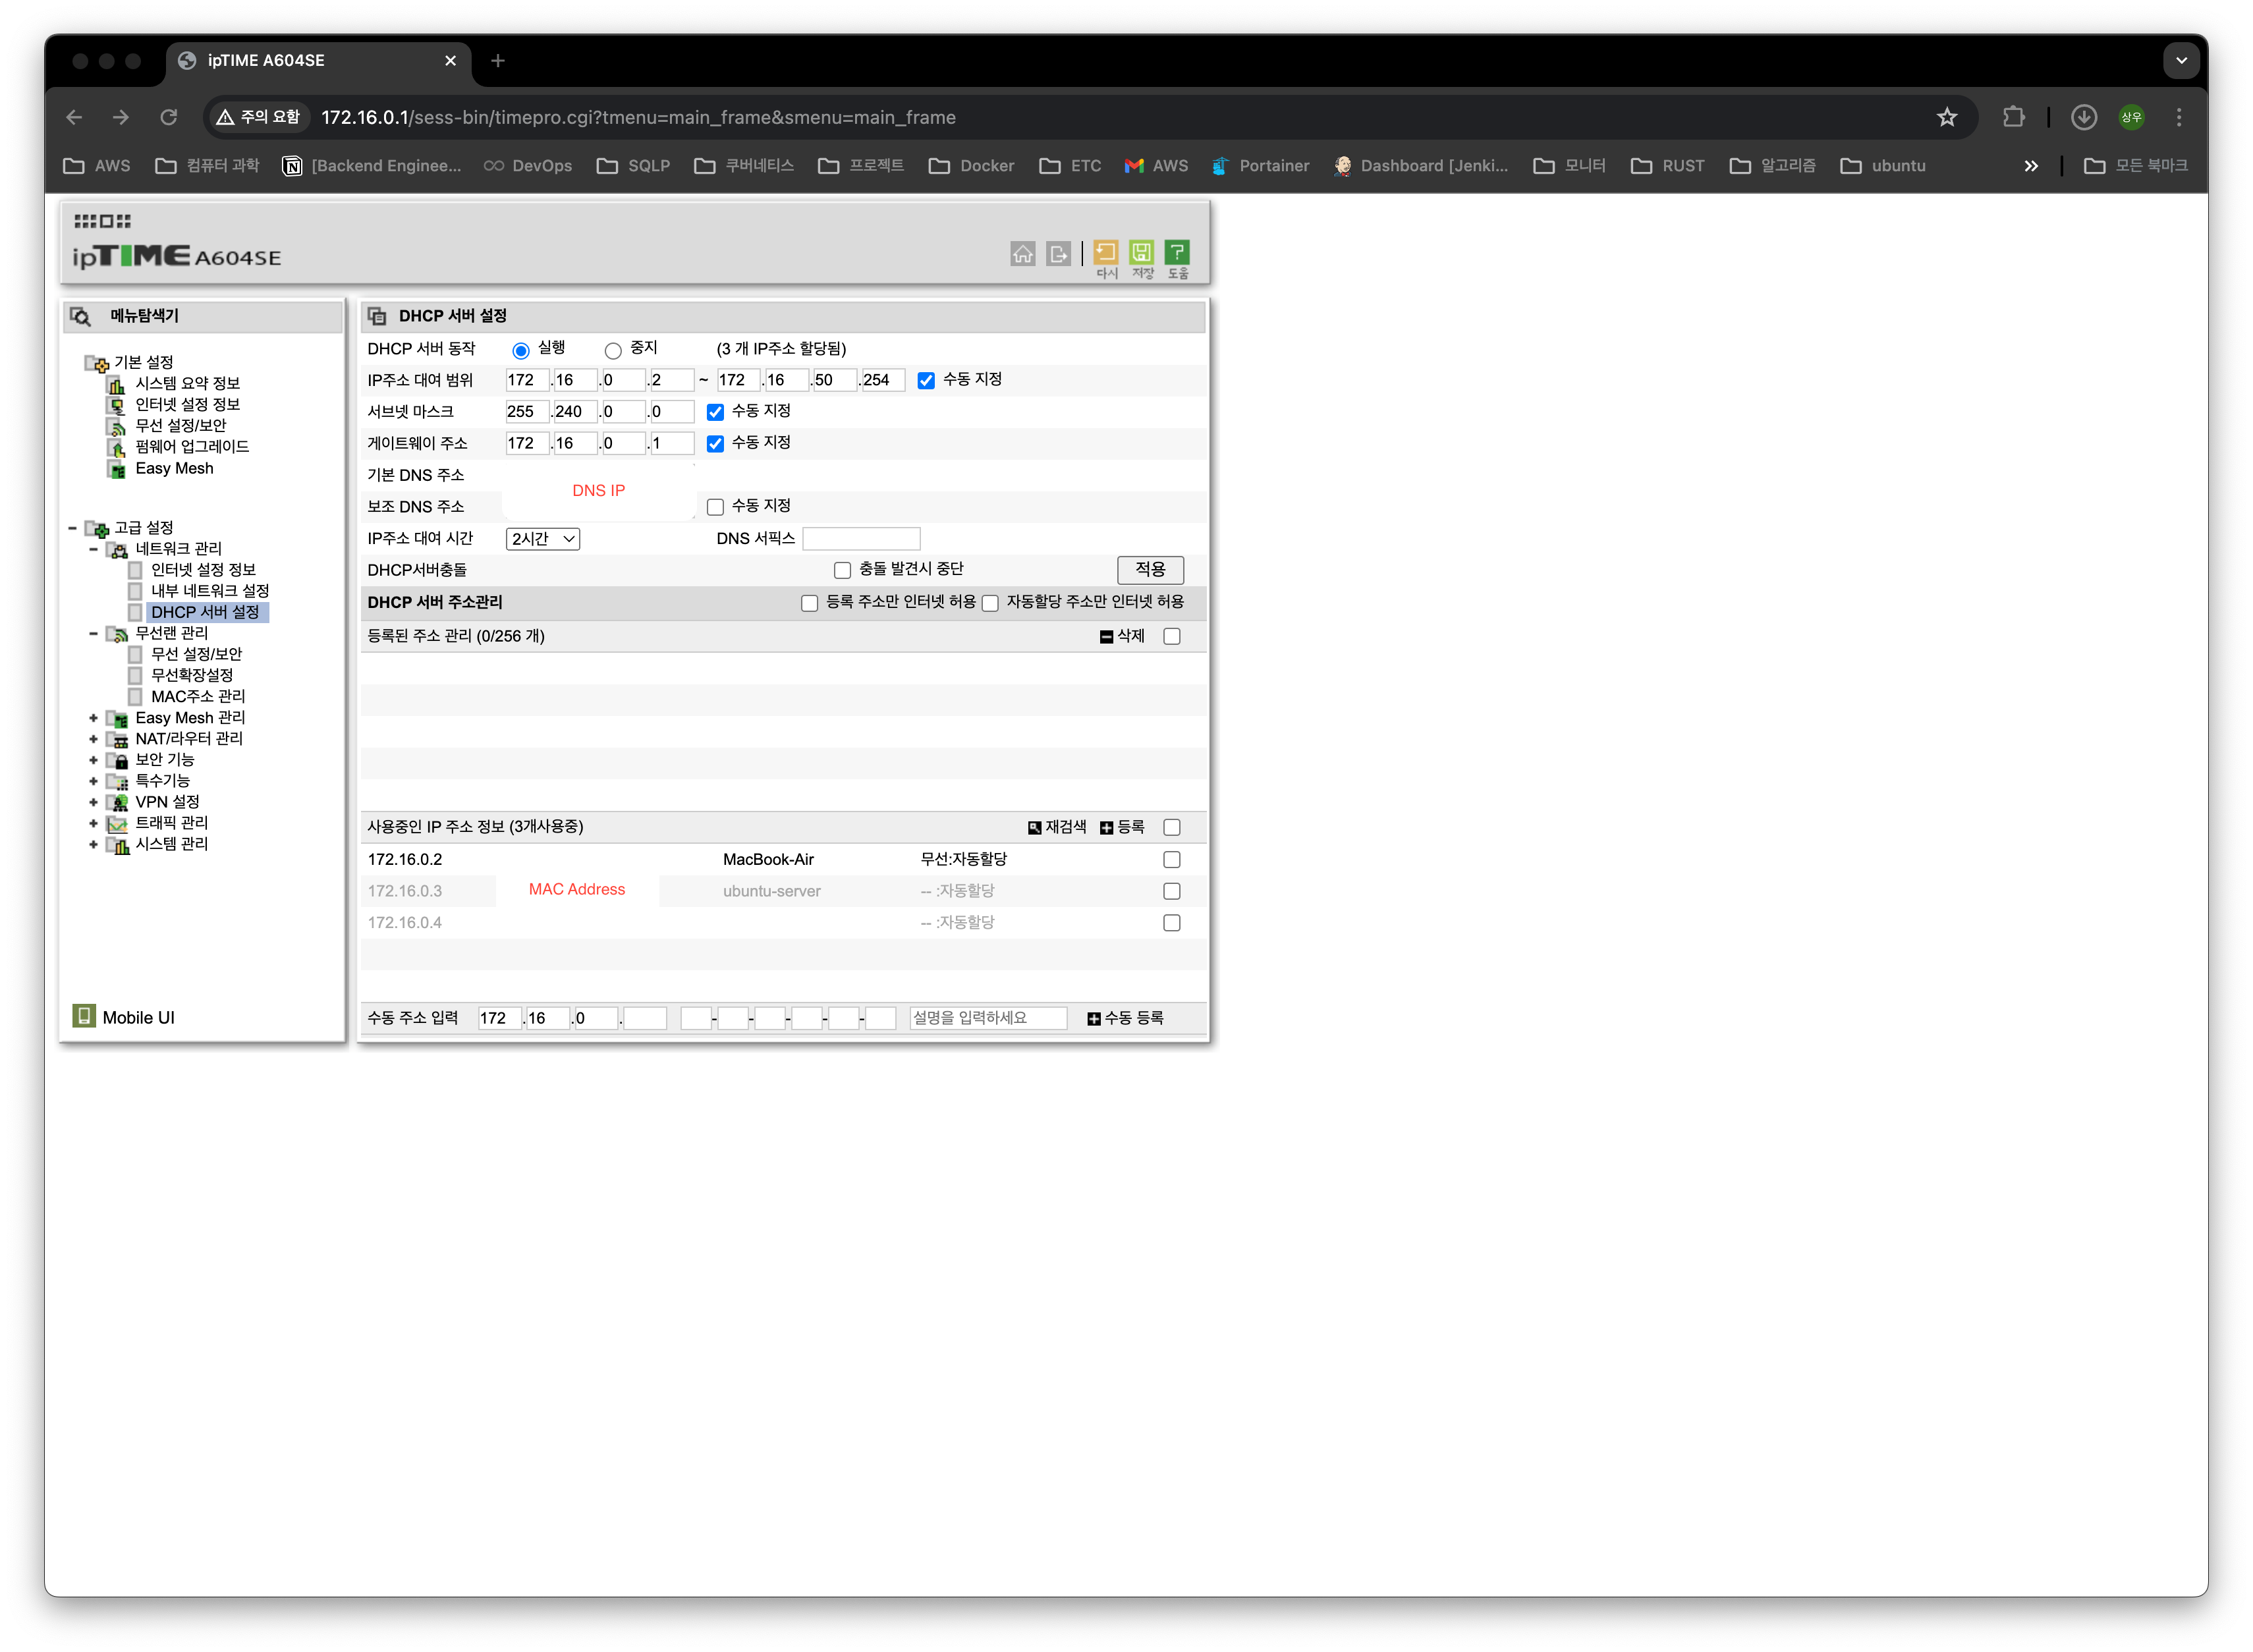 ipTIME A604SE
주의 요함 172.16.0.1/sess-bin/timepro.cgi?tmenu=main_frame&smenu=main_frame
상우
AWS 컴퓨터 과학 [Backend Enginee... DevOps SQLP 쿠버네티스 프로젝트 Docker ETC AWS Portainer Dashboard [Jenki... 모니터 RUST 알고리즘 ubuntu 모든 북마크
ipTIME A604SE
다시 저장 도움
메뉴탐색기
기본 설정
시스템 요약 정보
인터넷 설정 정보
무선 설정/보안
펌웨어 업그레이드
Easy Mesh
고급 설정
네트워크 관리
인터넷 설정 정보
내부 네트워크 설정
DHCP 서버 설정
무선랜 관리
무선 설정/보안
무선확장설정
MAC주소 관리
Easy Mesh 관리
NAT/라우터 관리
보안 기능
특수기능
VPN 설정
트래픽 관리
시스템 관리
Mobile UI
DHCP 서버 설정
DHCP 서버 동작 실행 중지 (3 개 IP주소 할당됨)
IP주소 대여 범위 172 .16 .0 .2 ~ 172 .16 .50 .254 수동 지정
서브넷 마스크 255 .240 .0 .0 수동 지정
게이트웨이 주소 172 .16 .0 .1 수동 지정
기본 DNS 주소
DNS IP
보조 DNS 주소 수동 지정
IP주소 대여 시간 2시간 DNS 서픽스
DHCP서버충돌 충돌 발견시 중단 적용
DHCP 서버 주소관리 등록 주소만 인터넷 허용 자동할당 주소만 인터넷 허용
등록된 주소 관리 (0/256 개) 삭제
사용중인 IP 주소 정보 (3개사용중) 재검색 등록
172.16.0.2 MacBook-Air 무선:자동할당
172.16.0.3 MAC Address ubuntu-server -- :자동할당
172.16.0.4 -- :자동할당
수동 주소 입력 172 .16 .0 . - - - - - 설명을 입력하세요 수동 등록